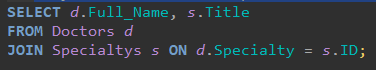 SELECT d.Full_Name, s.Title
FROM Doctors d
JOIN Specialtys s ON d.Specialty = s.ID;